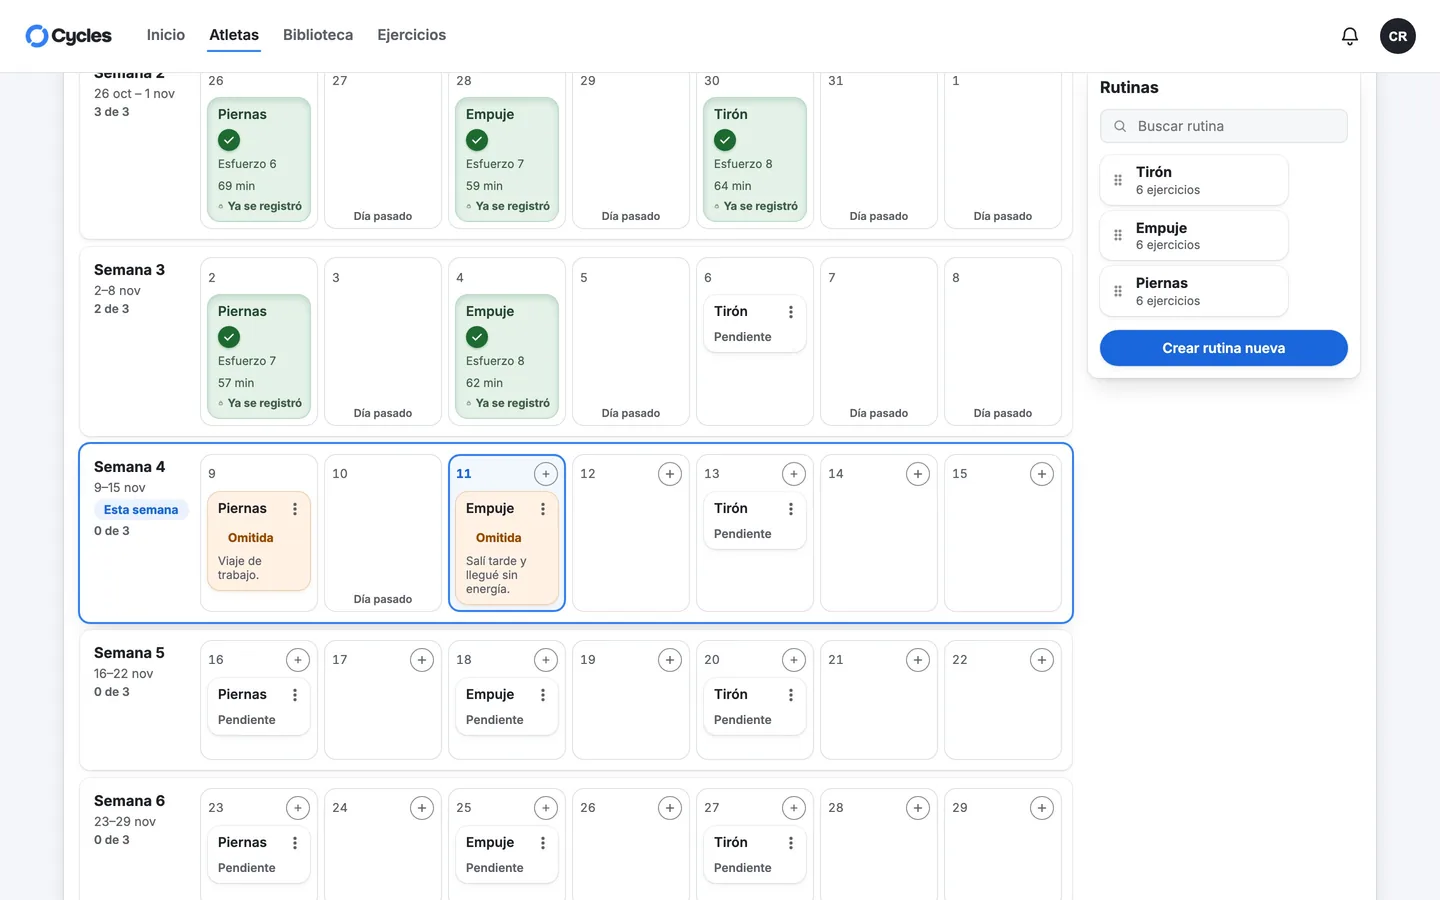 Cycles
Inicio
Atletas
Biblioteca
Ejercicios
CR
Semana 2
26 oct – 1 nov
3 de 3
26
Piernas
Esfuerzo 6
69 min
Ya se registró
27
Día pasado
28
Empuje
Esfuerzo 7
59 min
Ya se registró
29
Día pasado
30
Tirón
Esfuerzo 8
64 min
Ya se registró
31
Día pasado
1
Día pasado
Semana 3
2–8 nov
2 de 3
2
Piernas
Esfuerzo 7
57 min
Ya se registró
3
Día pasado
4
Empuje
Esfuerzo 8
62 min
Ya se registró
5
Día pasado
6
Tirón
Pendiente
7
Día pasado
8
Día pasado
Semana 4
9–15 nov
Esta semana
0 de 3
9
Piernas
Omitida
Viaje de
trabajo.
10
Día pasado
11
Empuje
Omitida
Salí tarde y
llegué sin
energía.
12
13
Tirón
Pendiente
14
15
Semana 5
16–22 nov
0 de 3
16
Piernas
Pendiente
17
18
Empuje
Pendiente
19
20
Tirón
Pendiente
21
22
Semana 6
23–29 nov
0 de 3
23
Piernas
Pendiente
24
25
Empuje
Pendiente
26
27
Tirón
Pendiente
28
29
Rutinas
Buscar rutina
Tirón
6 ejercicios
Empuje
6 ejercicios
Piernas
6 ejercicios
Crear rutina nueva